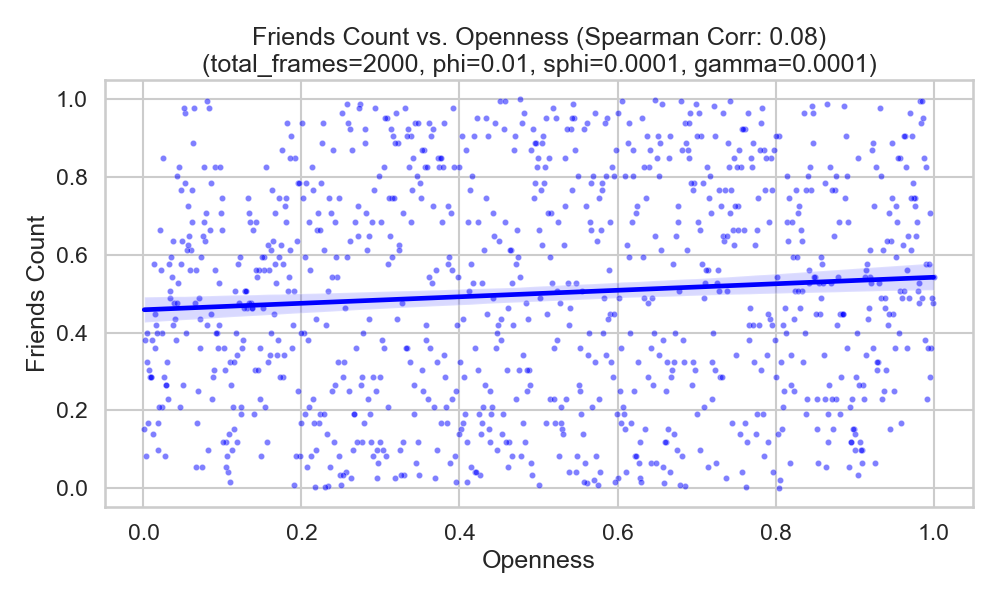 Friends Count vs. Openness (Spearman Corr: 0.08)
(total_frames=2000, phi=0.01, sphi=0.0001, gamma=0.0001)
1.0
0.8
0.6
0.4
0.2
0.0
Friends Count
0.0 0.2 0.4 0.6 0.8 1.0
Openness